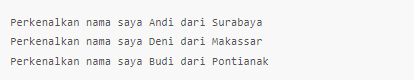 Perkenalkan nama saya Andi dari Surabaya
Perkenalkan nama saya Deni dari Makassar
Perkenalkan nama saya Budi dari Pontianak